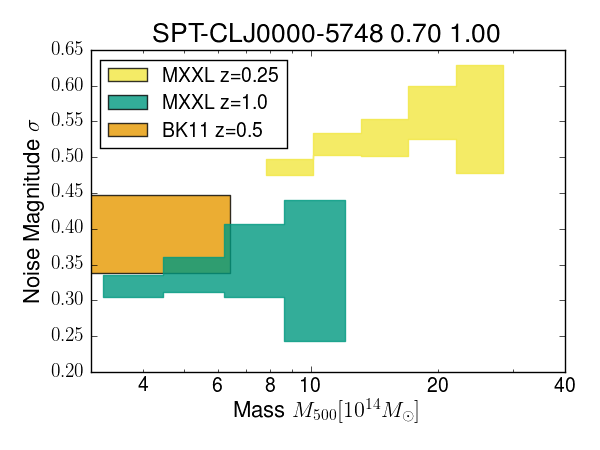 SPT-CLJ0000-5748 0.70 1.00
MXXL z=0.25
MXXL z=1.0
BK11 z=0.5
Noise Magnitude σ
0.65
0.60
0.55
0.50
0.45
0.40
0.35
0.30
0.25
0.20
4 6 8 10 20 40
Mass M₅₀₀[10¹⁴M☉]